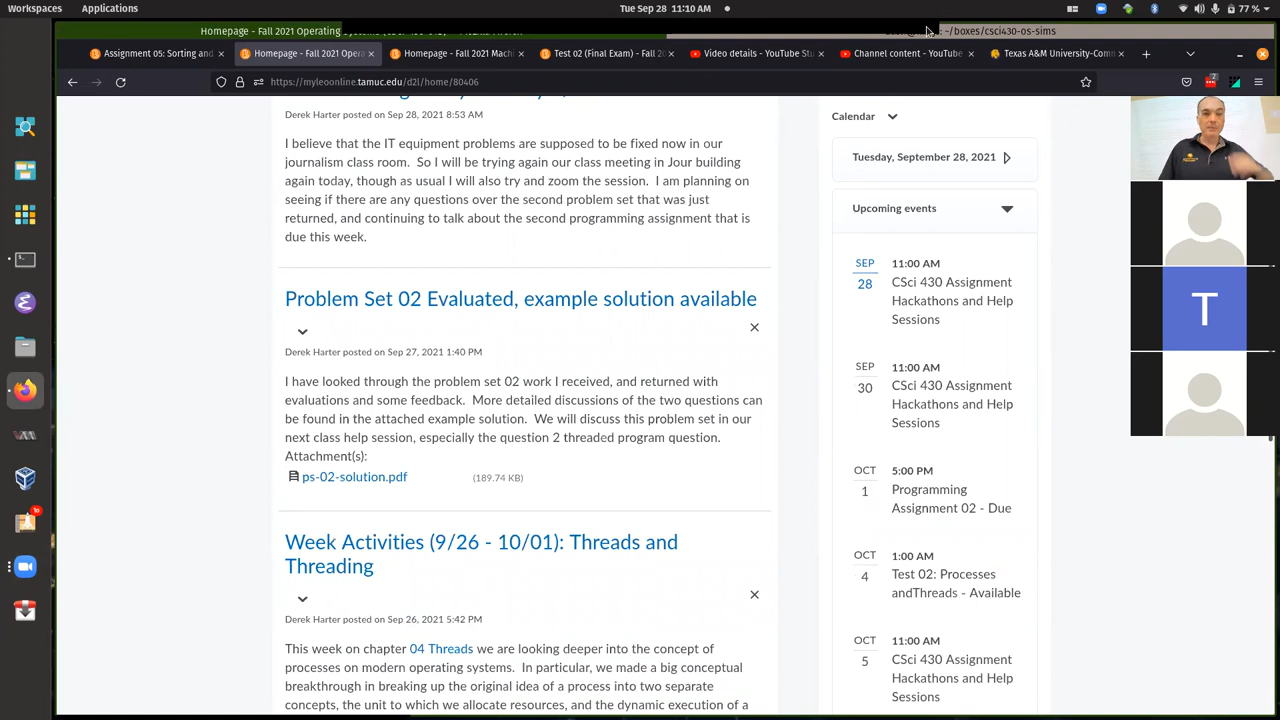 Workspaces
Applications
Tue Sep 28 11:10 AM
77 %
Homepage - Fall 2021 Operating
: ~/boxes/csci430-os-sims
Assignment 05: Sorting and
Homepage - Fall 2021 Opera
Homepage - Fall 2021 Machi
Test 02 (Final Exam) - Fall 20
Video details - YouTube Stu
Channel content - YouTube
Texas A&M University-Comm
https://myleoonline.tamuc.edu/d2l/home/80406
Derek Harter posted on Sep 28, 2021 8:53 AM
I believe that the IT equipment problems are supposed to be fixed now in our
journalism class room. So I will be trying again our class meeting in Jour building
again today, though as usual I will also try and zoom the session. I am planning on
seeing if there are any questions over the second problem set that was just
returned, and continuing to talk about the second programming assignment that is
due this week.
Problem Set 02 Evaluated, example solution available
Derek Harter posted on Sep 27, 2021 1:40 PM
I have looked through the problem set 02 work I received, and returned with
evaluations and some feedback. More detailed discussions of the two questions can
be found in the attached example solution. We will discuss this problem set in our
next class help session, especially the question 2 threaded program question.
Attachment(s):
ps-02-solution.pdf
(189.74 KB)
Week Activities (9/26 - 10/01): Threads and
Threading
Derek Harter posted on Sep 26, 2021 5:42 PM
This week on chapter 04 Threads we are looking deeper into the concept of
processes on modern operating systems. In particular, we made a big conceptual
breakthrough in breaking up the original idea of a process into two separate
concepts, the unit to which we allocate resources, and the dynamic execution of a
Calendar
Tuesday, September 28, 2021
Upcoming events
SEP
28
11:00 AM
CSci 430 Assignment
Hackathons and Help
Sessions
SEP
30
11:00 AM
CSci 430 Assignment
Hackathons and Help
Sessions
OCT
1
5:00 PM
Programming
Assignment 02 - Due
OCT
4
1:00 AM
Test 02: Processes
andThreads - Available
OCT
5
11:00 AM
CSci 430 Assignment
Hackathons and Help
Sessions
T